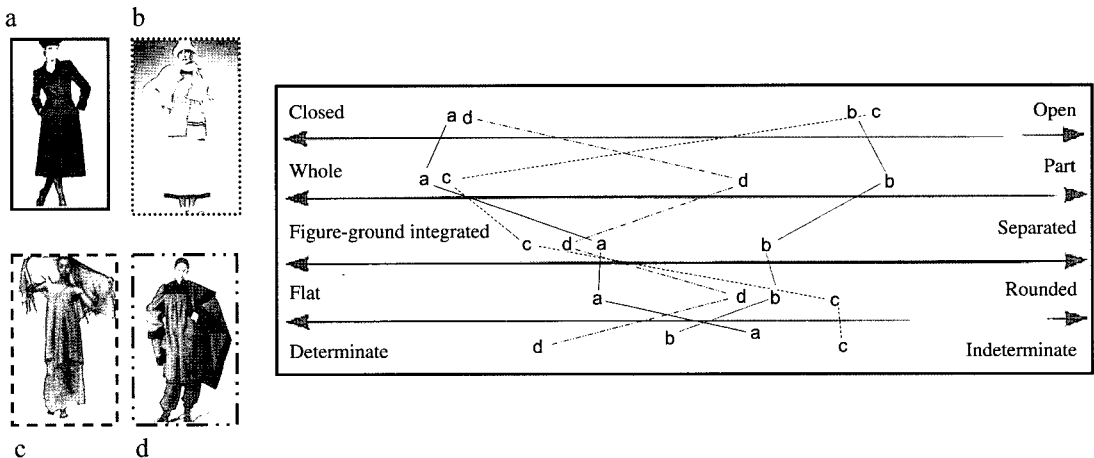 a b
Closed a d b c Open
Whole a c d b Part
Figure-ground integrated c d a b Separated
Flat a d b c Rounded
Determinate d b a c Indeterminate
c d